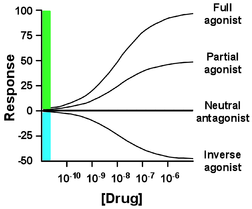 100
75
50
25
0
-25
-50
Response
Full
agonist
Partial
agonist
Neutral
antagonist
Inverse
agonist
10⁻¹⁰ 10⁻⁹ 10⁻⁸ 10⁻⁷ 10⁻⁶
[Drug]